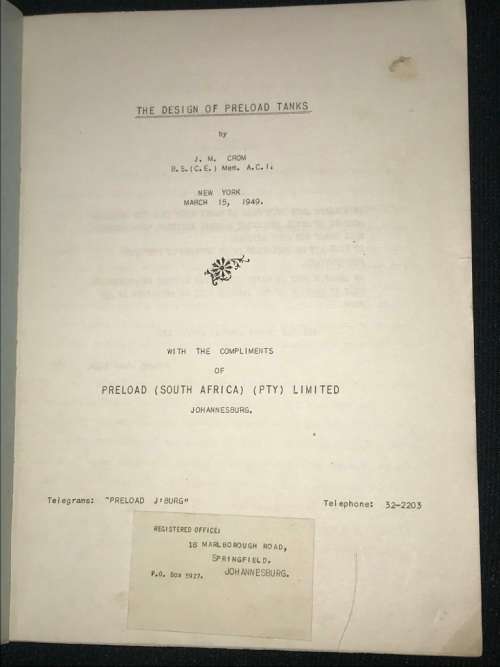 THE DESIGN OF PRELOAD TANKS
by
J. M. CROM
B.S.(C.E.) Mem. A.C.I.
NEW YORK
MARCH 15, 1949.
WITH THE COMPLIMENTS
OF
PRELOAD (SOUTH AFRICA) (PTY) LIMITED
JOHANNESBURG.
Telegrams: "PRELOAD J'BURG"
Telephone: 32-2203
REGISTERED OFFICE:
18 MARLBOROUGH ROAD,
SPRINGFIELD.
P.O. Box 5927. JOHANNESBURG.